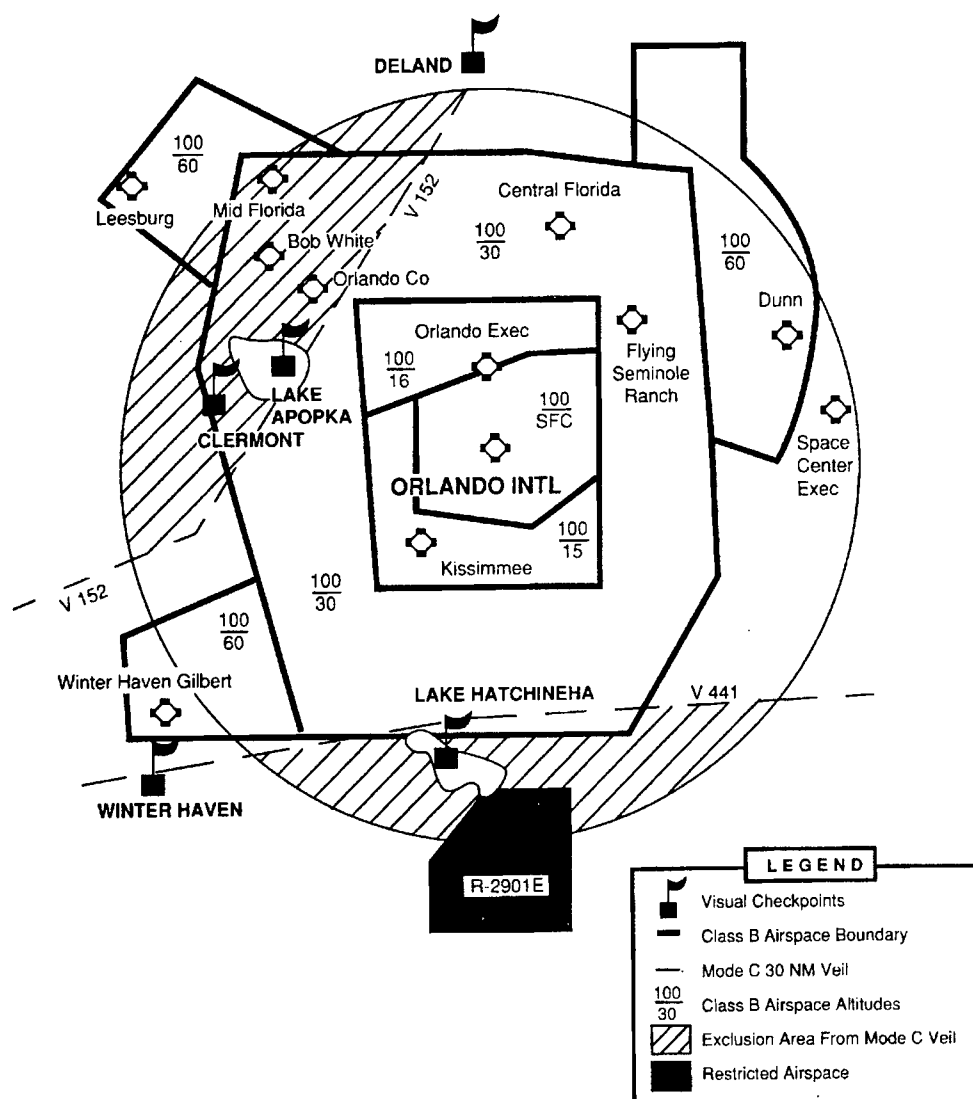 DELAND
100
60
Leesburg
Mid Florida
V 152
Central Florida
Bob White
100
30
100
60
Orlando Co
Dunn
Orlando Exec
Flying
Seminole
Ranch
100
16
LAKE
APOPKA
100
SFC
CLERMONT
Space
Center
Exec
ORLANDO INTL
100
15
Kissimmee
V 152
100
30
100
60
Winter Haven Gilbert
LAKE HATCHINEHA
V 441
WINTER HAVEN
R-2901E
LEGEND
Visual Checkpoints
Class B Airspace Boundary
Mode C 30 NM Veil
100
30
Class B Airspace Altitudes
Exclusion Area From Mode C Veil
Restricted Airspace